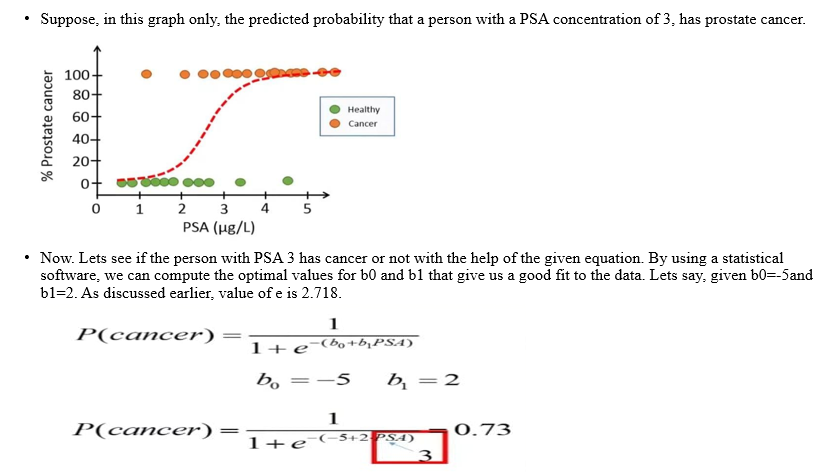 • Suppose, in this graph only, the predicted probability that a person with a PSA concentration of 3, has prostate cancer.
% Prostate cancer
100
80
60
40
20
0
Healthy
Cancer
0 1 2 3 4 5
PSA (µg/L)
• Now. Lets see if the person with PSA 3 has cancer or not with the help of the given equation. By using a statistical
software, we can compute the optimal values for b0 and b1 that give us a good fit to the data. Lets say, given b0=-5and
b1=2. As discussed earlier, value of e is 2.718.
P(cancer) = 1 / 1 + e^-(b₀+b₁PSA)
b₀ = -5 b₁ = 2
P(cancer) = 1 / 1 + e^-(-5+2·PSA) = 0.73
3